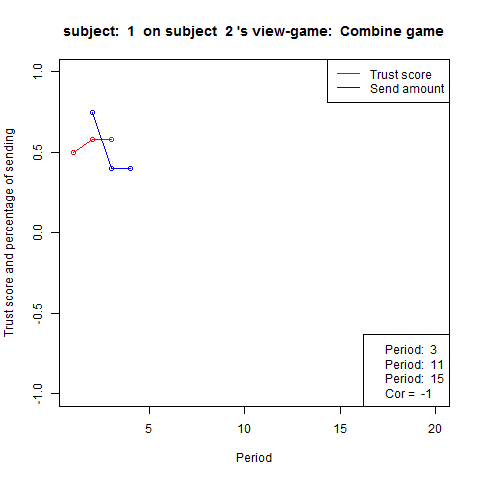 subject: 1 on subject 2 's view-game: Combine game
Trust score
Send amount
Trust score and percentage of sending
1.0
0.5
0.0
-0.5
-1.0
Period: 3
Period: 11
Period: 15
Cor = -1
5 10 15 20
Period